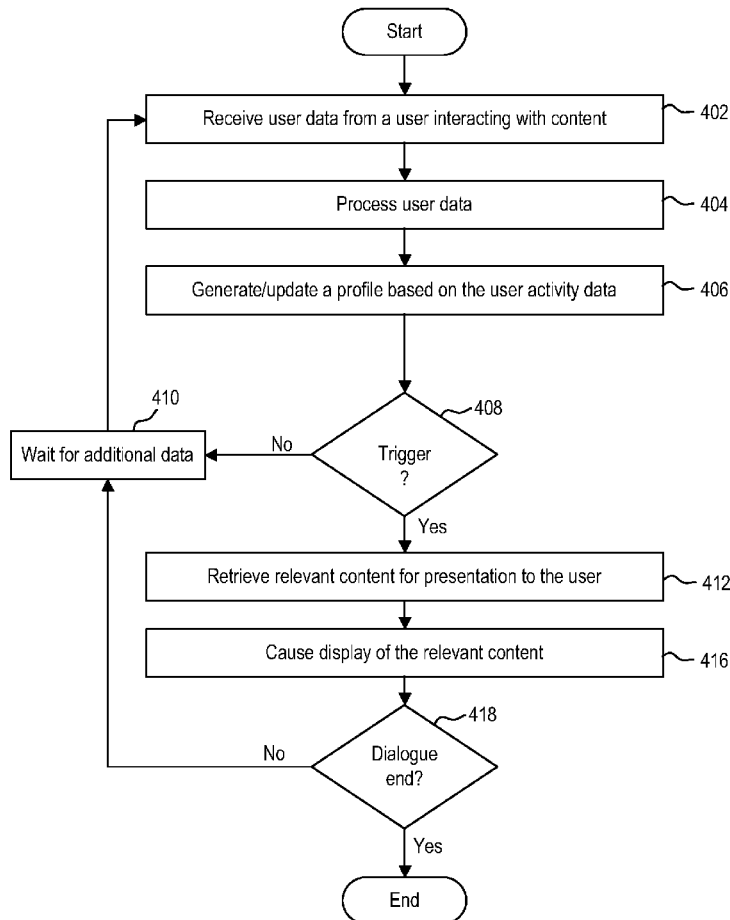 Start
Receive user data from a user interacting with content
402
Process user data
404
Generate/update a profile based on the user activity data
406
410
Wait for additional data
No
408
Trigger
?
Yes
Retrieve relevant content for presentation to the user
412
Cause display of the relevant content
416
418
No
Dialogue
end?
Yes
End